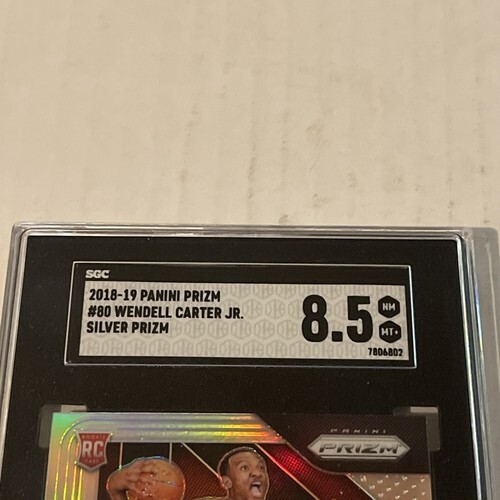 SGC
2018-19 PANINI PRIZM
#80 WENDELL CARTER JR.
SILVER PRIZM
8.5
NM
MT+
7806802
RC
PANINI
PRIZM